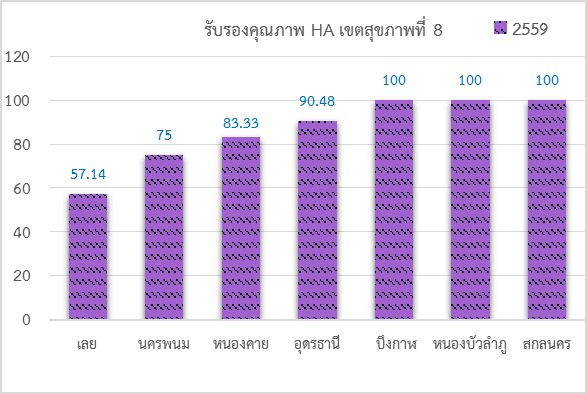 รับรองคุณภาพ HA เขตสุขภาพที่ 8
2559
120
100
80
60
40
20
0
57.14
75
83.33
90.48
100
100
100
เลย
นครพนม
หนองคาย
อุดรธานี
บึงกาฬ
หนองบัวลำภู
สกลนคร